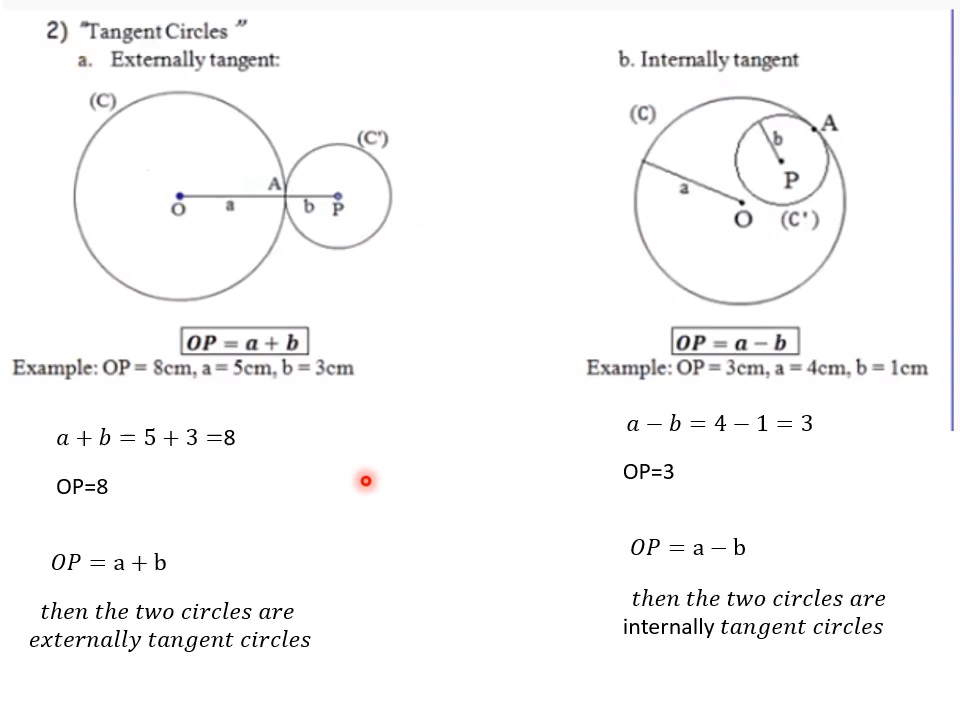 2) "Tangent Circles"
a. Externally tangent:
(C)
(C')
A
O
a
b
P
OP = a + b
Example: OP = 8cm, a = 5cm, b = 3cm
a + b = 5 + 3 =8
OP=8
OP = a + b
then the two circles are
externally tangent circles
b. Internally tangent
(C)
A
b
P
a
O
(C')
OP = a − b
Example: OP = 3cm, a = 4cm, b = 1cm
a − b = 4 − 1 = 3
OP=3
OP = a − b
then the two circles are
internally tangent circles